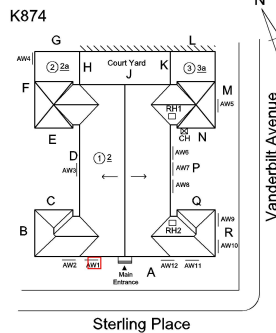 K874
N
G
L
Court Yard
AW4
2 2a
H
J
K
3 3a
F
M
RH1
AW5
E
CH
N
AW6
D
1 2
AW7
P
AW3
AW8
C
Q
B
RH2
AW9
R
AW10
AW2
AW1
AW12
AW11
Main
Entrance
A
Vanderbilt Avenue
Sterling Place